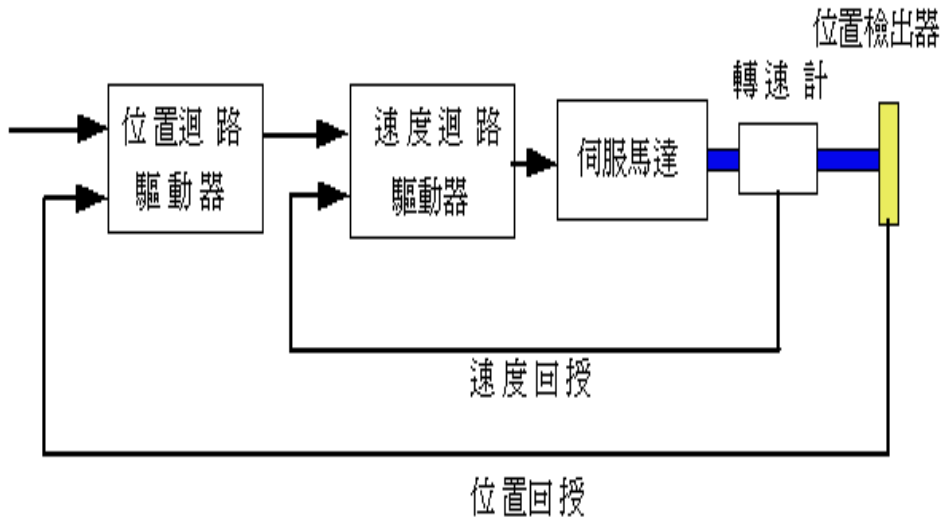 位置檢出器
轉速計
位置迴路
驅動器
速度迴路
驅動器
伺服馬達
速度回授
位置回授